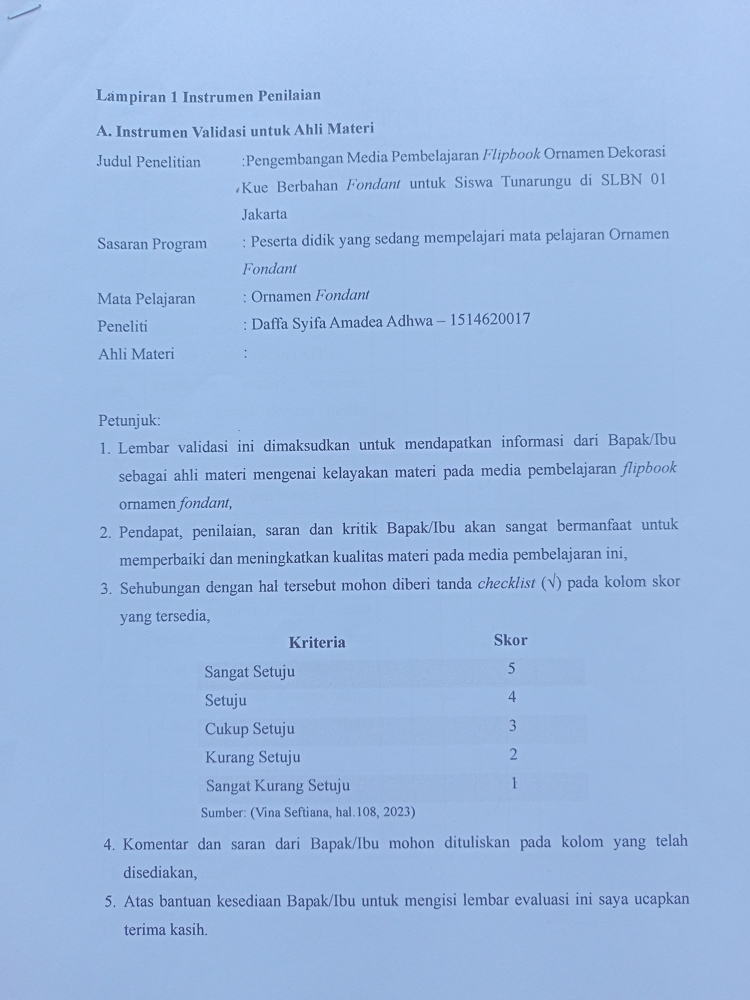 Lampiran 1 Instrumen Penilaian
A. Instrumen Validasi untuk Ahli Materi
Judul Penelitian :Pengembangan Media Pembelajaran Flipbook Ornamen Dekorasi
Kue Berbahan Fondant untuk Siswa Tunarungu di SLBN 01
Jakarta
Sasaran Program : Peserta didik yang sedang mempelajari mata pelajaran Ornamen
Fondant
Mata Pelajaran : Ornamen Fondant
Peneliti : Daffa Syifa Amadea Adhwa – 1514620017
Ahli Materi :
Petunjuk:
1. Lembar validasi ini dimaksudkan untuk mendapatkan informasi dari Bapak/Ibu
sebagai ahli materi mengenai kelayakan materi pada media pembelajaran flipbook
ornamen fondant,
2. Pendapat, penilaian, saran dan kritik Bapak/Ibu akan sangat bermanfaat untuk
memperbaiki dan meningkatkan kualitas materi pada media pembelajaran ini,
3. Sehubungan dengan hal tersebut mohon diberi tanda checklist (√) pada kolom skor
yang tersedia,
Kriteria Skor
Sangat Setuju 5
Setuju 4
Cukup Setuju 3
Kurang Setuju 2
Sangat Kurang Setuju 1
Sumber: (Vina Seftiana, hal.108, 2023)
4. Komentar dan saran dari Bapak/Ibu mohon dituliskan pada kolom yang telah
disediakan,
5. Atas bantuan kesediaan Bapak/Ibu untuk mengisi lembar evaluasi ini saya ucapkan
terima kasih.